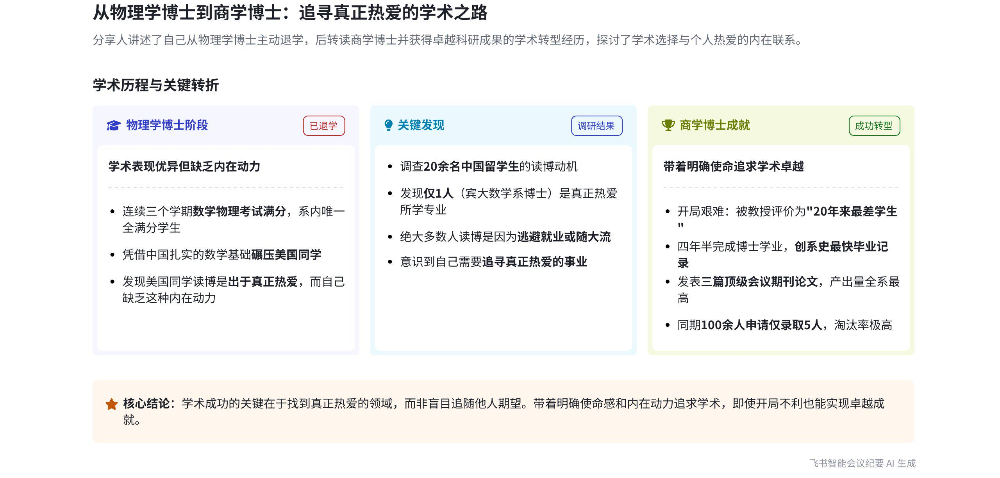 从物理学博士到商学博士：追寻真正热爱的学术之路
分享人讲述了自己从物理学博士主动退学，后转读商学博士并获得卓越科研成果的学术转型经历，探讨了学术选择与个人热爱的内在联系。
学术历程与关键转折
物理学博士阶段
已退学
学术表现优异但缺乏内在动力
连续三个学期数学物理考试满分，系内唯一
全满分学生
凭借中国扎实的数学基础碾压美国同学
发现美国同学读博是出于真正热爱，而自己
缺乏这种内在动力
关键发现
调研结果
调查20余名中国留学生的读博动机
发现仅1人（宾大数学系博士）是真正热爱
所学专业
绝大多数人读博是因为逃避就业或随大流
意识到自己需要追寻真正热爱的事业
商学博士成就
成功转型
带着明确使命追求学术卓越
开局艰难：被教授评价为"20年来最差学生
"
四年半完成博士学业，创系史最快毕业记
录
发表三篇顶级会议期刊论文，产出量全系最
高
同期100余人申请仅录取5人，淘汰率极高
核心结论：学术成功的关键在于找到真正热爱的领域，而非盲目追随他人期望。带着明确使命感和内在动力追求学术，即使开局不利也能实现卓越成
就。
飞书智能会议纪要 AI 生成